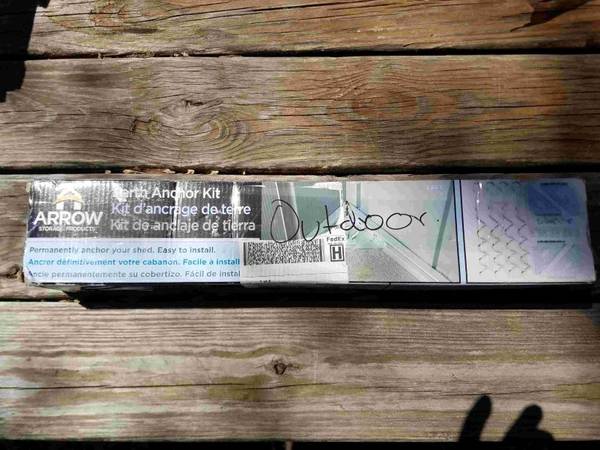 Earth Anchor Kit
ARROW
STORAGE PRODUCTS
Kit d'ancrage de terre
Kit de anclaje de tierra
Outdoor
Permanently anchor your shed. Easy to install.
Ancrer définitivement votre cabanon. Facile à install
Ancle permanentemente su cobertizo. Fácil de instal
FedEx
H